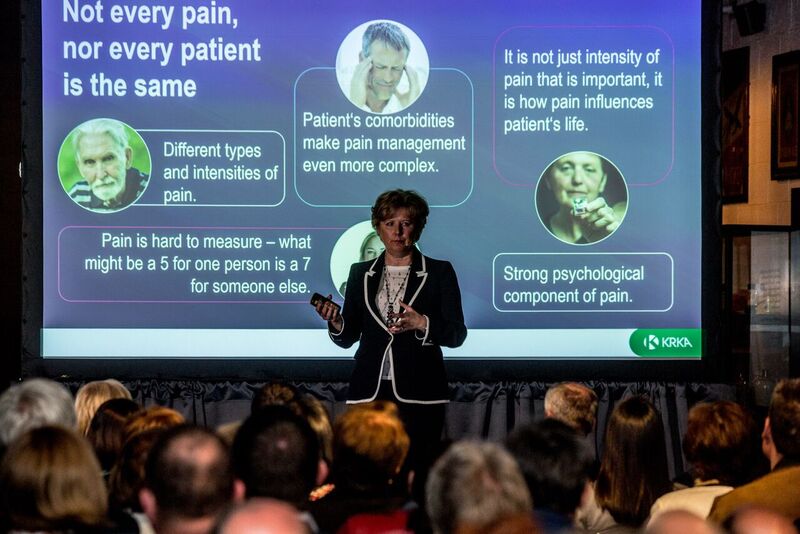 Not every pain,
nor every patient
is the same
Different types
and intensities of
pain.
Patient's comorbidities
make pain management
even more complex.
It is not just intensity of
pain that is important, it
is how pain influences
patient's life.
Pain is hard to measure – what
might be a 5 for one person is a 7
for someone else.
Strong psychological
component of pain.
KRKA